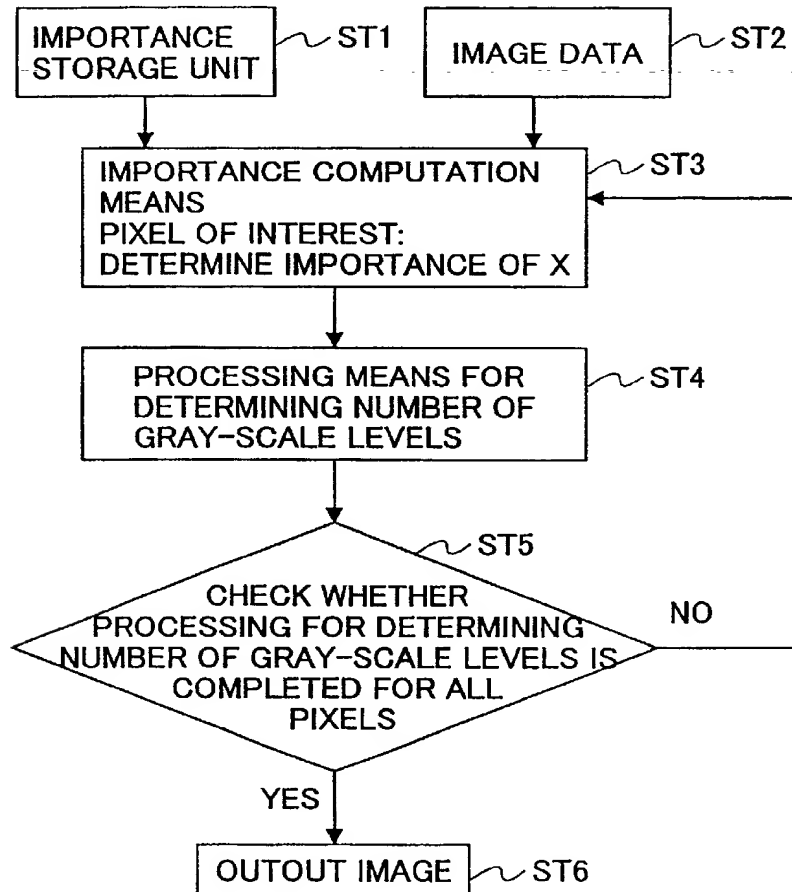 IMPORTANCE
STORAGE UNIT
ST1
IMAGE DATA
ST2
IMPORTANCE COMPUTATION
MEANS
PIXEL OF INTEREST:
DETERMINE IMPORTANCE OF X
ST3
PROCESSING MEANS FOR
DETERMINING NUMBER OF
GRAY-SCALE LEVELS
ST4
ST5
CHECK WHETHER
PROCESSING FOR DETERMINING
NUMBER OF GRAY-SCALE LEVELS IS
COMPLETED FOR ALL
PIXELS
NO
YES
OUTOUT IMAGE
ST6